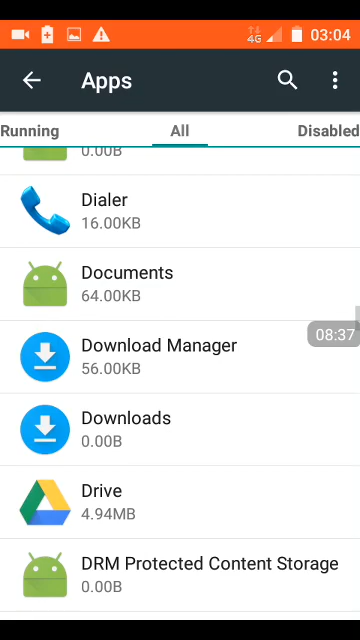 4G 03:04
Apps
Running All Disabled
0.00B
Dialer
16.00KB
Documents
64.00KB
08:37
Download Manager
56.00KB
Downloads
0.00B
Drive
4.94MB
DRM Protected Content Storage
0.00B